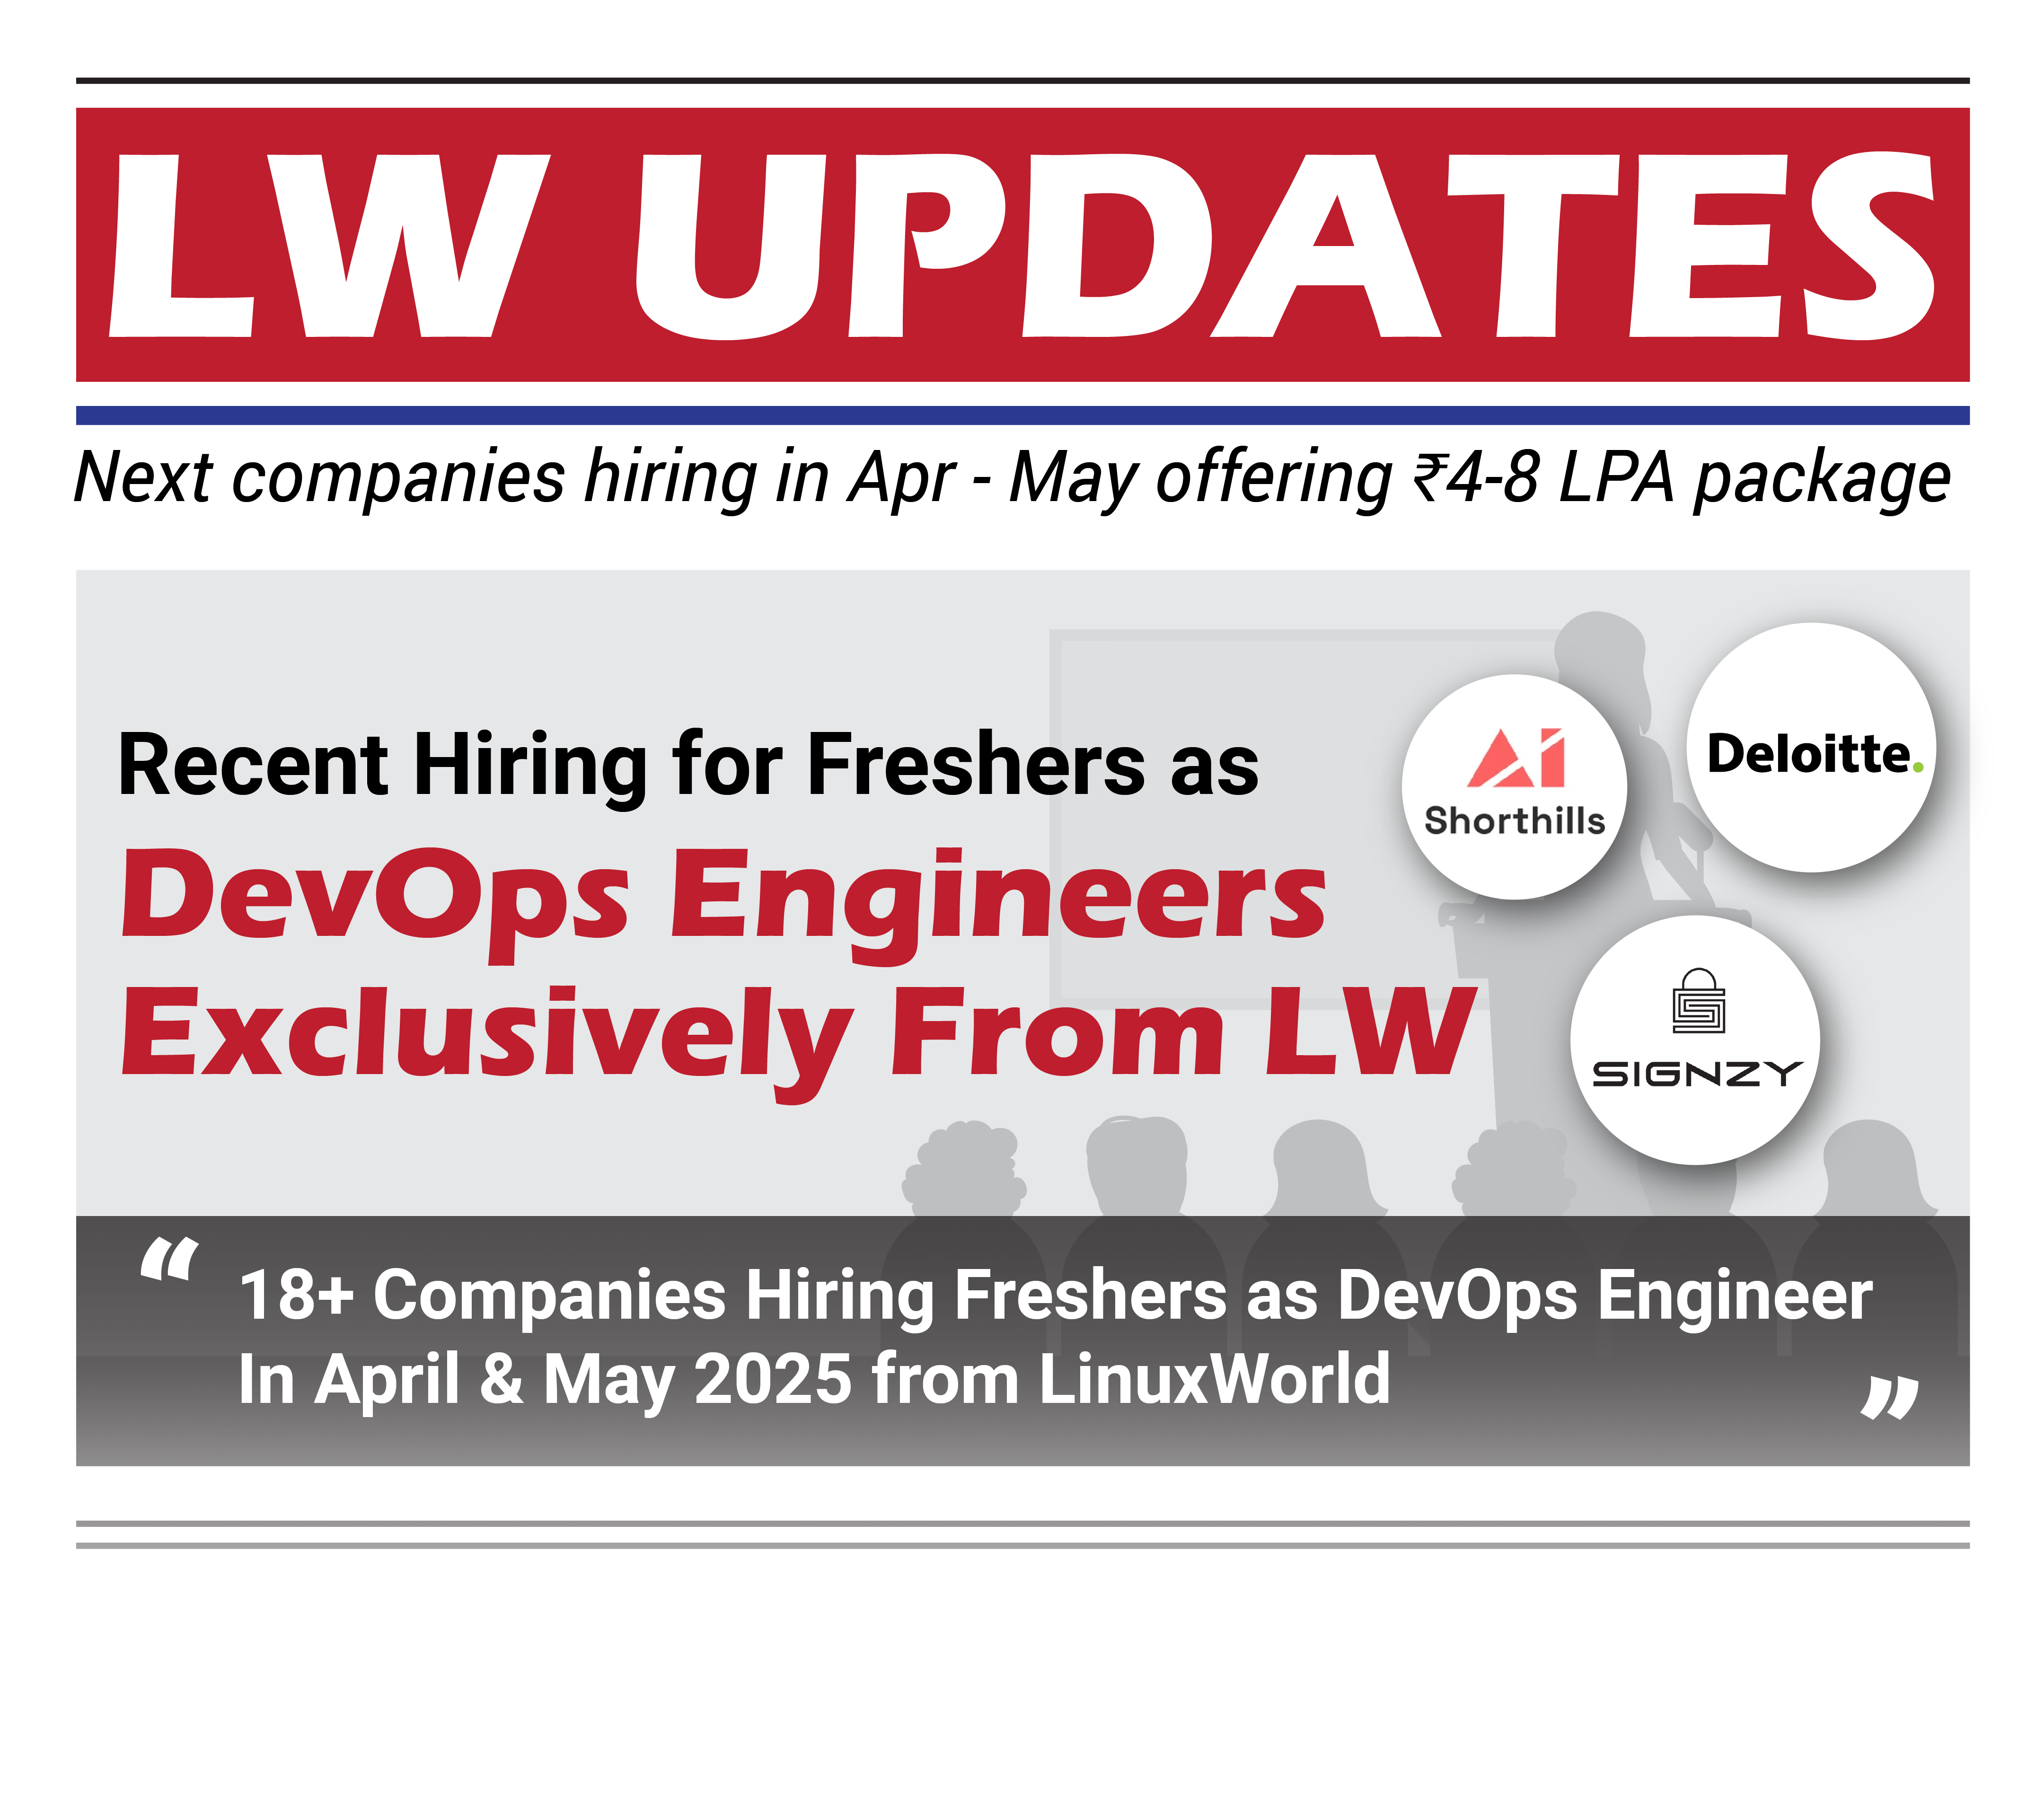 LW UPDATES
Next companies hiring in Apr - May offering ₹4-8 LPA package
Recent Hiring for Freshers as
DevOps Engineers
Exclusively From LW
Ai
Shorthills
Deloitte.
SIGNZY
“ 18+ Companies Hiring Freshers as DevOps Engineer
In April & May 2025 from LinuxWorld ”